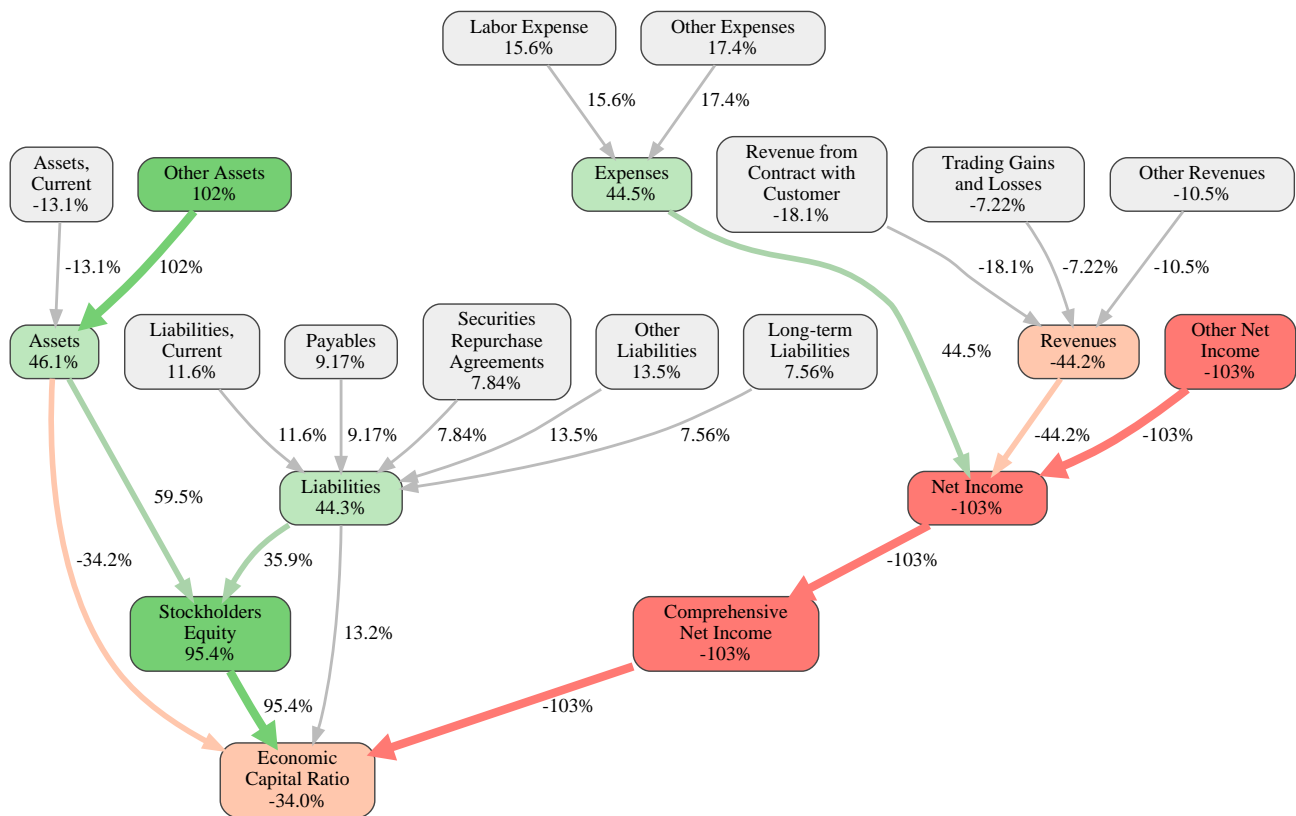 Labor Expense
15.6%
Other Expenses
17.4%
15.6%
17.4%
Assets,
Current
-13.1%
Other Assets
102%
Expenses
44.5%
Revenue from
Contract with
Customer
-18.1%
Trading Gains
and Losses
-7.22%
Other Revenues
-10.5%
-13.1%
102%
-18.1%
-7.22%
-10.5%
Assets
46.1%
Liabilities,
Current
11.6%
Payables
9.17%
Securities
Repurchase
Agreements
7.84%
Other
Liabilities
13.5%
Long-term
Liabilities
7.56%
44.5%
Revenues
-44.2%
Other Net
Income
-103%
11.6%
9.17%
7.84%
13.5%
7.56%
-44.2%
-103%
59.5%
Liabilities
44.3%
Net Income
-103%
-34.2%
35.9%
-103%
Stockholders
Equity
95.4%
13.2%
Comprehensive
Net Income
-103%
95.4%
-103%
Economic
Capital Ratio
-34.0%